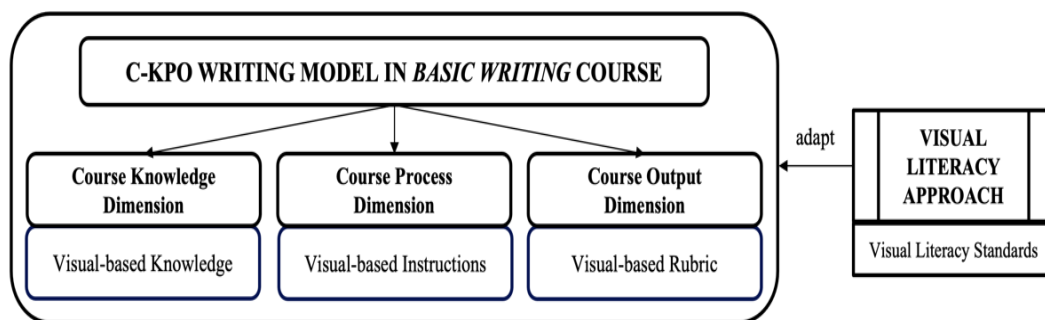 C-KPO WRITING MODEL IN BASIC WRITING COURSE
Course Knowledge
Dimension
Visual-based Knowledge
Course Process
Dimension
Visual-based Instructions
Course Output
Dimension
Visual-based Rubric
adapt
VISUAL
LITERACY
APPROACH
Visual Literacy Standards